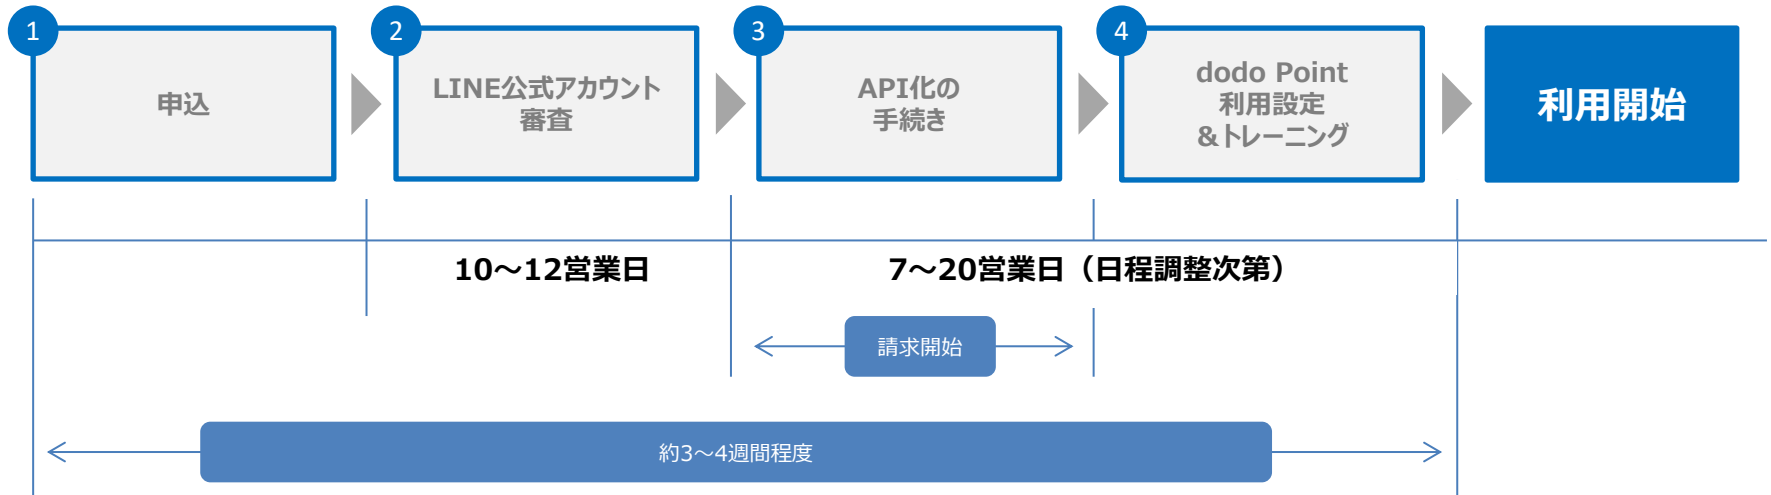 1
申込
2
LINE公式アカウント
審査
3
API化の
手続き
4
dodo Point
利用設定
＆トレーニング
利用開始
10～12営業日
7～20営業日（日程調整次第）
請求開始
約3～4週間程度